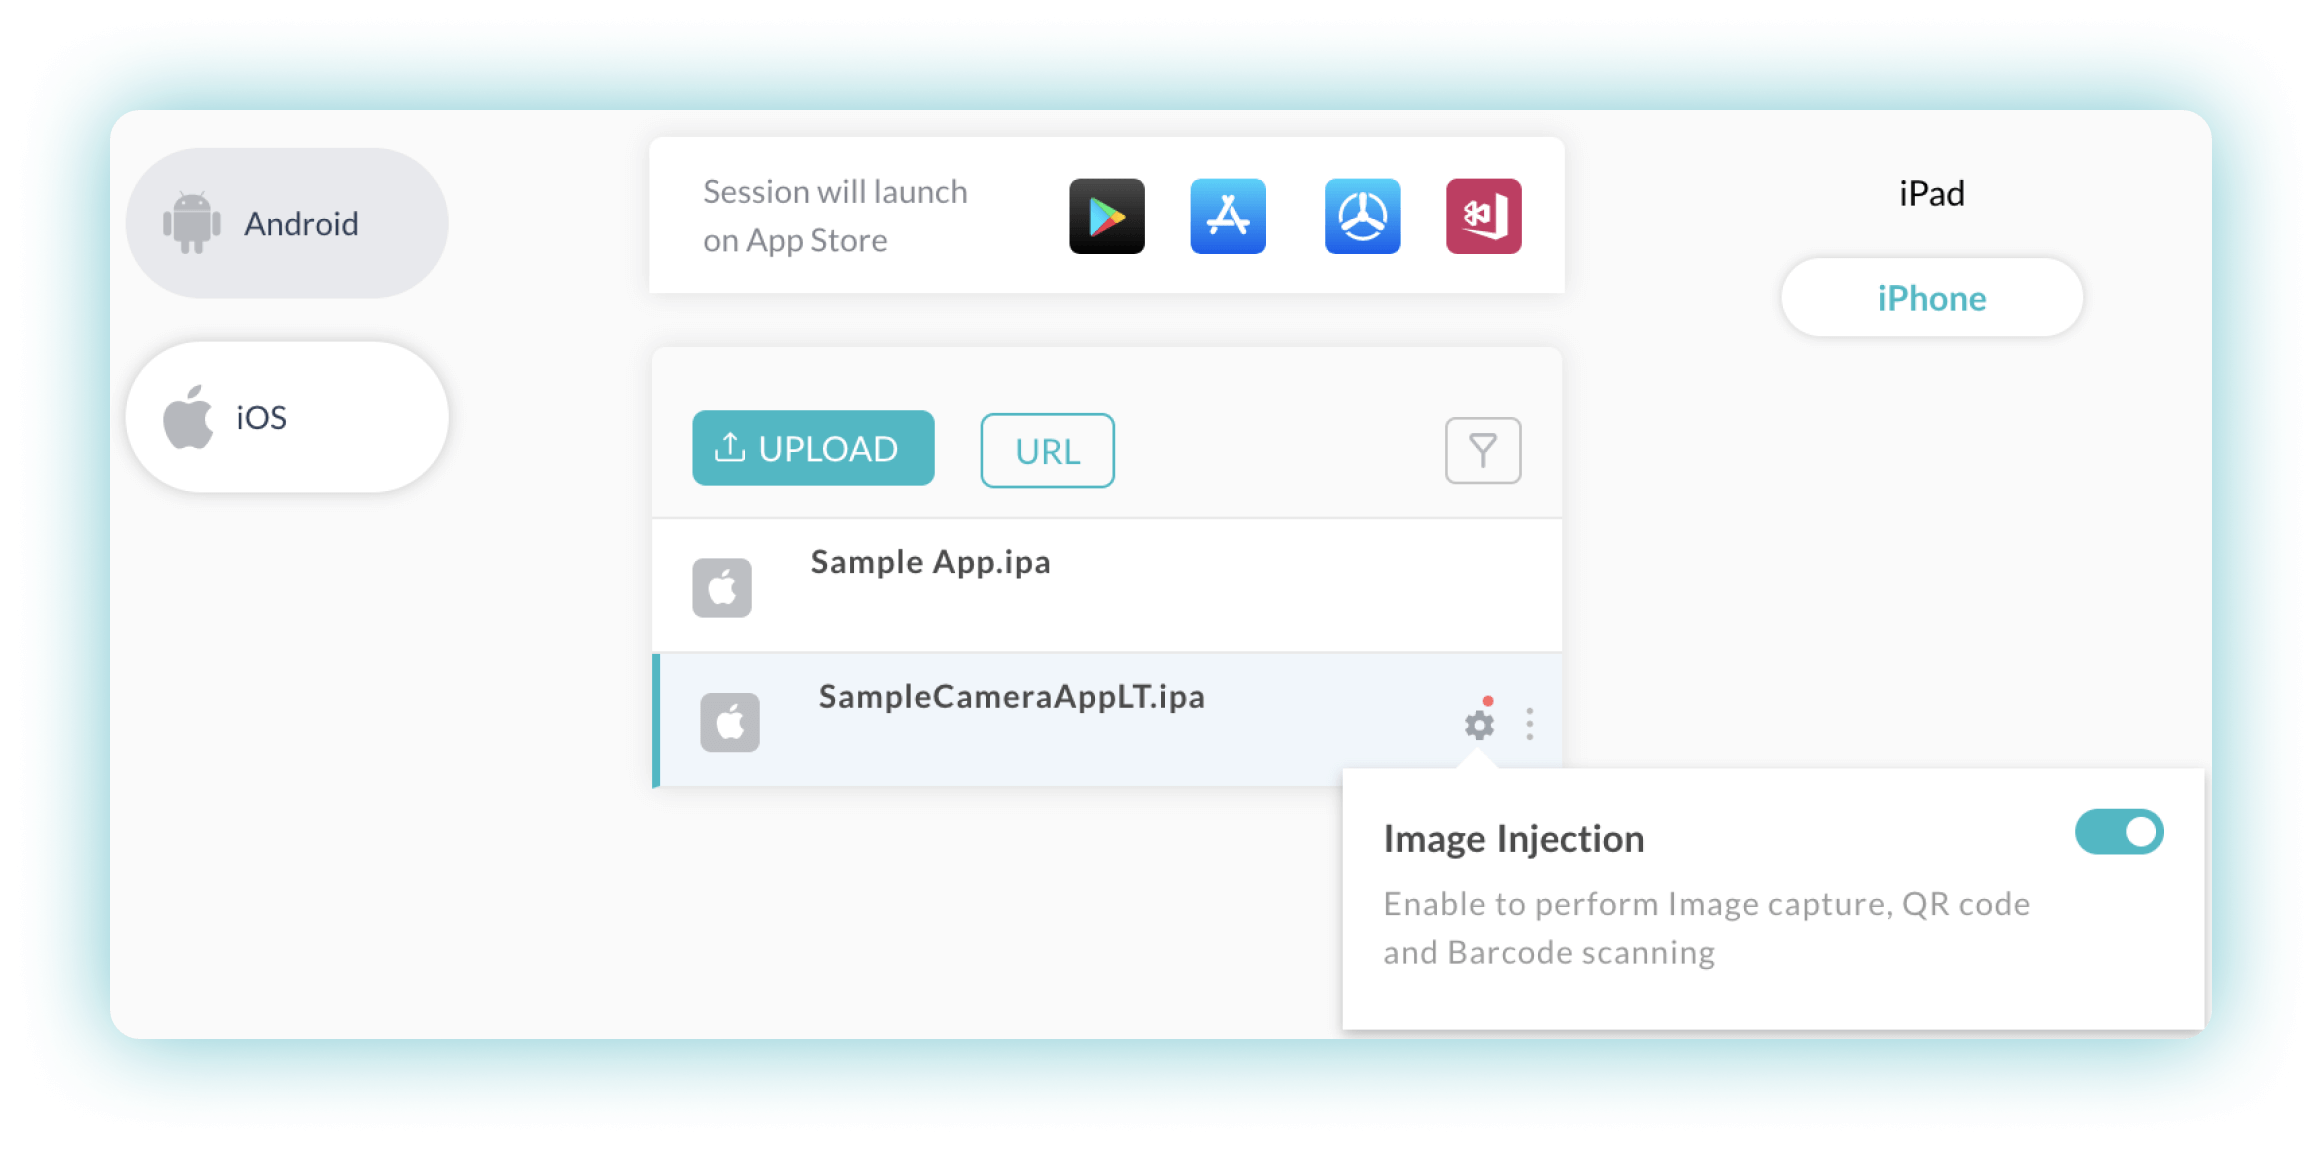 Android
iOS
Session will launch
on App Store
UPLOAD
URL
Sample App.ipa
SampleCameraAppLT.ipa
iPad
iPhone
Image Injection
Enable to perform Image capture, QR code
and Barcode scanning